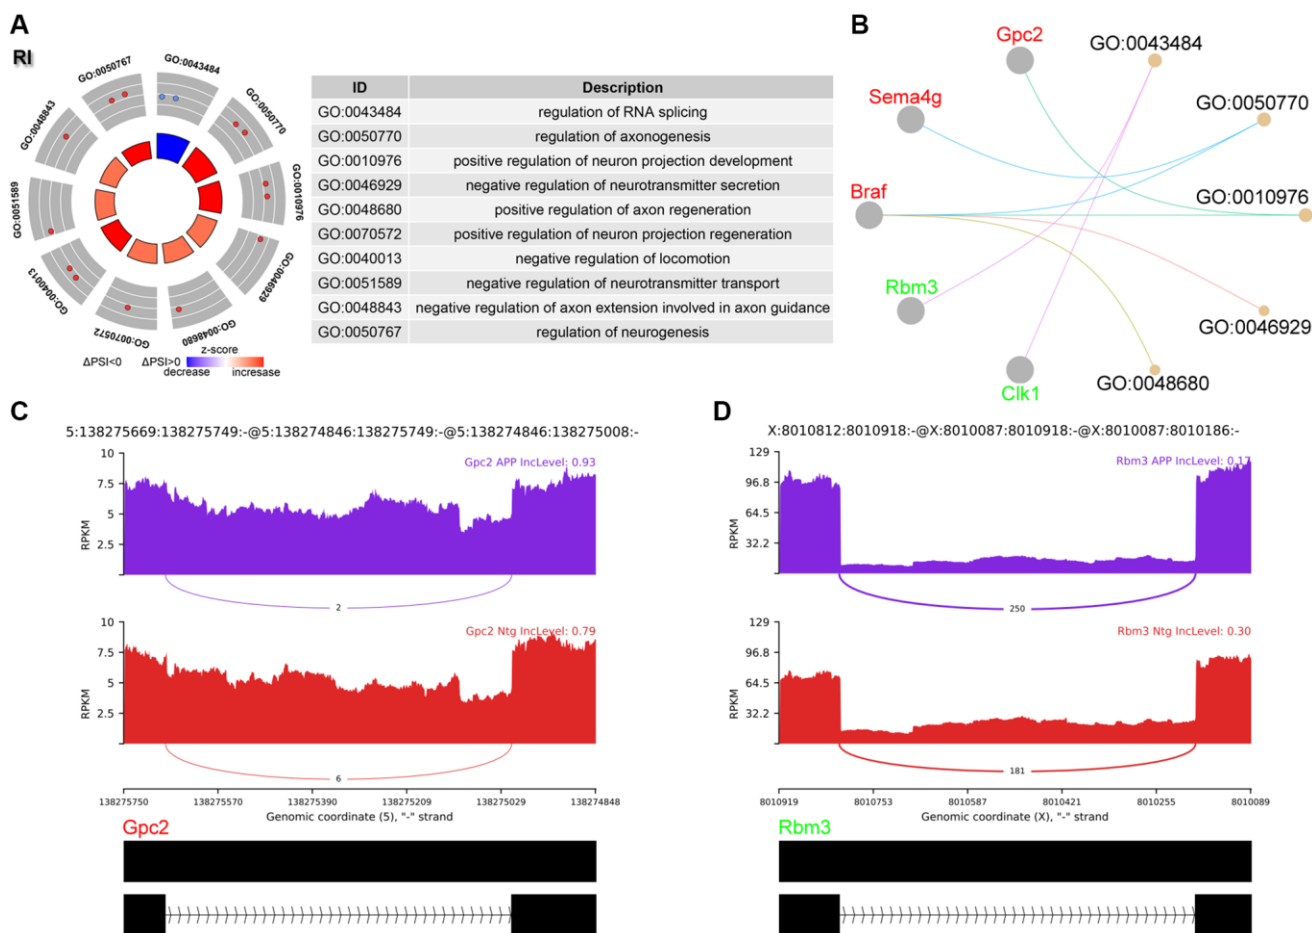 A
RI
GO:0050767
GO:0043484
GO:0050770
GO:0010976
GO:0046929
GO:0048680
GO:0070572
GO:0040013
GO:0051589
GO:0048843
ΔPSI<0
ΔPSI>0
z-score
decrease
incresase
ID Description
GO:0043484 regulation of RNA splicing
GO:0050770 regulation of axonogenesis
GO:0010976 positive regulation of neuron projection development
GO:0046929 negative regulation of neurotransmitter secretion
GO:0048680 positive regulation of axon regeneration
GO:0070572 positive regulation of neuron projection regeneration
GO:0040013 negative regulation of locomotion
GO:0051589 negative regulation of neurotransmitter transport
GO:0048843 negative regulation of axon extension involved in axon guidance
GO:0050767 regulation of neurogenesis
B
Gpc2
Sema4g
Braf
Rbm3
Clk1
GO:0043484
GO:0050770
GO:0010976
GO:0046929
GO:0048680
C
5:138275669:138275749:-@5:138274846:138275749:-@5:138274846:138275008:-
10
7.5
5
2.5
RPKM
Gpc2 APP IncLevel: 0.93
2
10
7.5
5
2.5
RPKM
Gpc2 Ntg IncLevel: 0.79
6
138275750 138275570 138275390 138275209 138275029 138274848
Genomic coordinate (5), "-" strand
Gpc2
D
X:8010812:8010918:-@X:8010087:8010918:-@X:8010087:8010186:-
129
96.8
64.5
32.2
RPKM
Rbm3 APP IncLevel: 0.17
250
129
96.8
64.5
32.2
RPKM
Rbm3 Ntg IncLevel: 0.30
181
8010919 8010753 8010587 8010421 8010255 8010089
Genomic coordinate (X), "-" strand
Rbm3